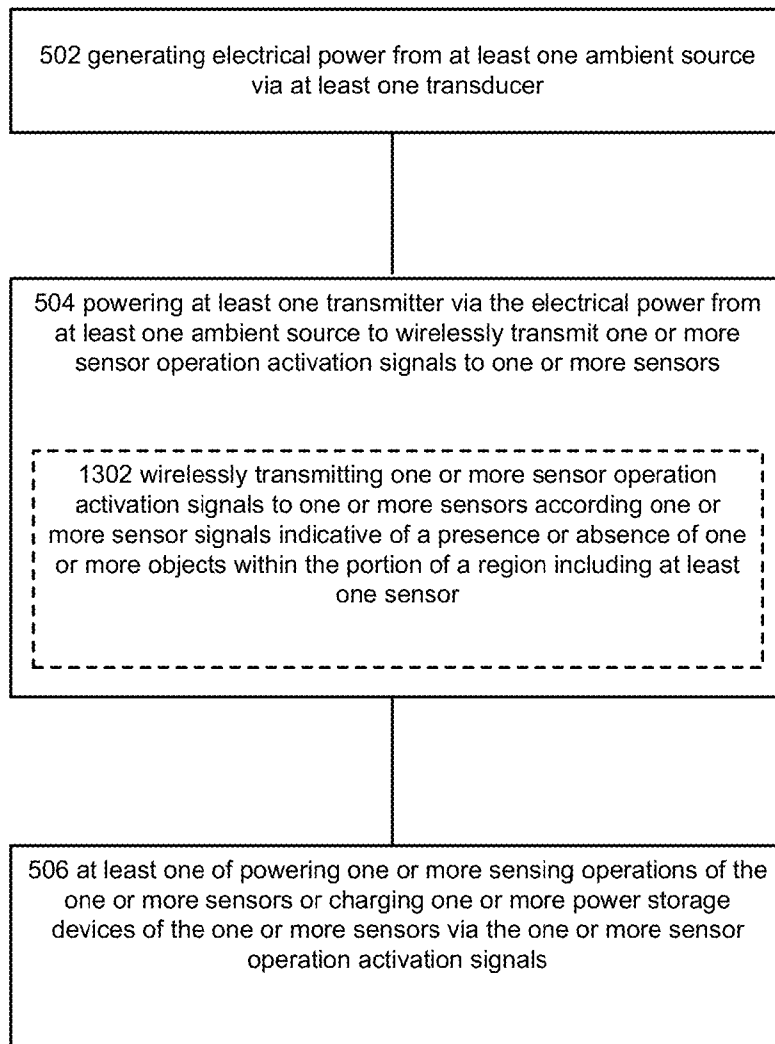 502 generating electrical power from at least one ambient source
via at least one transducer
504 powering at least one transmitter via the electrical power from
at least one ambient source to wirelessly transmit one or more
sensor operation activation signals to one or more sensors
1302 wirelessly transmitting one or more sensor operation
activation signals to one or more sensors according one or
more sensor signals indicative of a presence or absence of one
or more objects within the portion of a region including at least
one sensor
506 at least one of powering one or more sensing operations of the
one or more sensors or charging one or more power storage
devices of the one or more sensors via the one or more sensor
operation activation signals